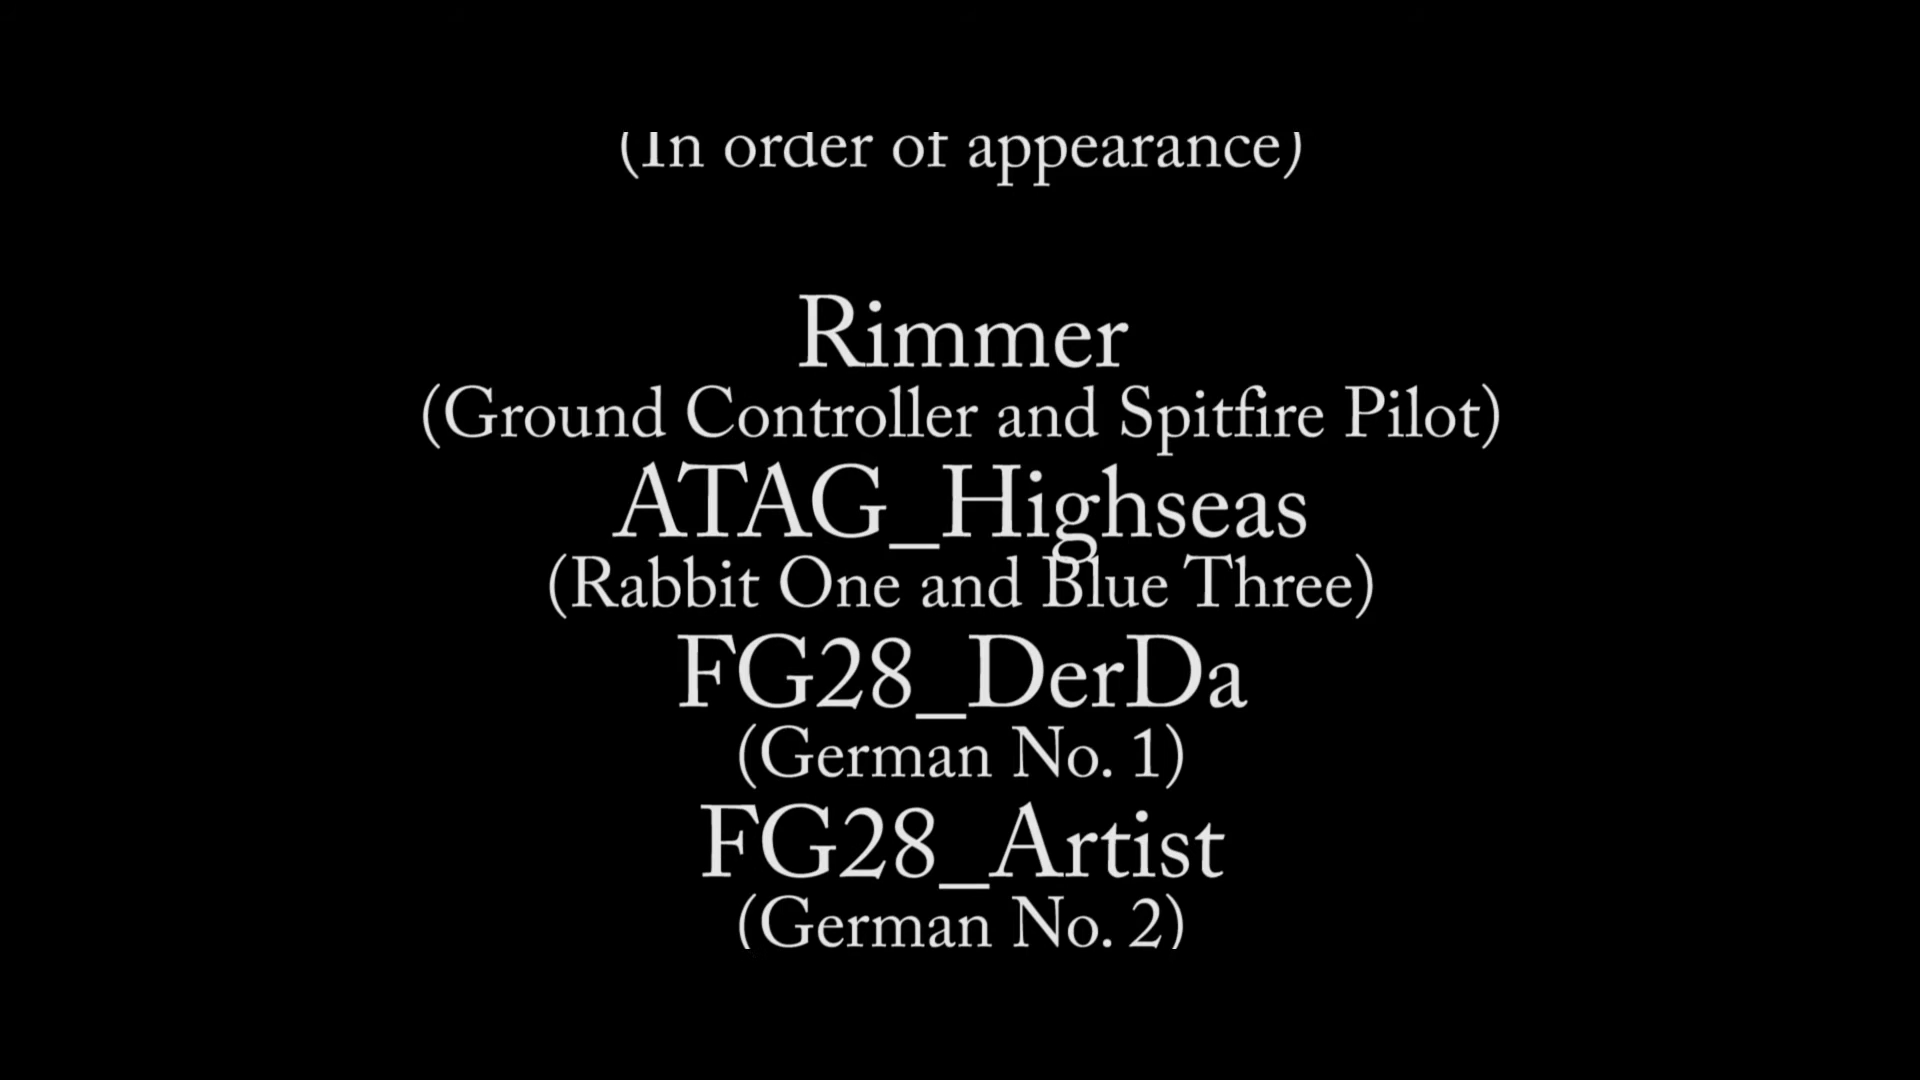 (In order of appearance)
Rimmer
(Ground Controller and Spitfire Pilot)
ATAG_Highseas
(Rabbit One and Blue Three)
FG28_DerDa
(German No. 1)
FG28_Artist
(German No. 2)